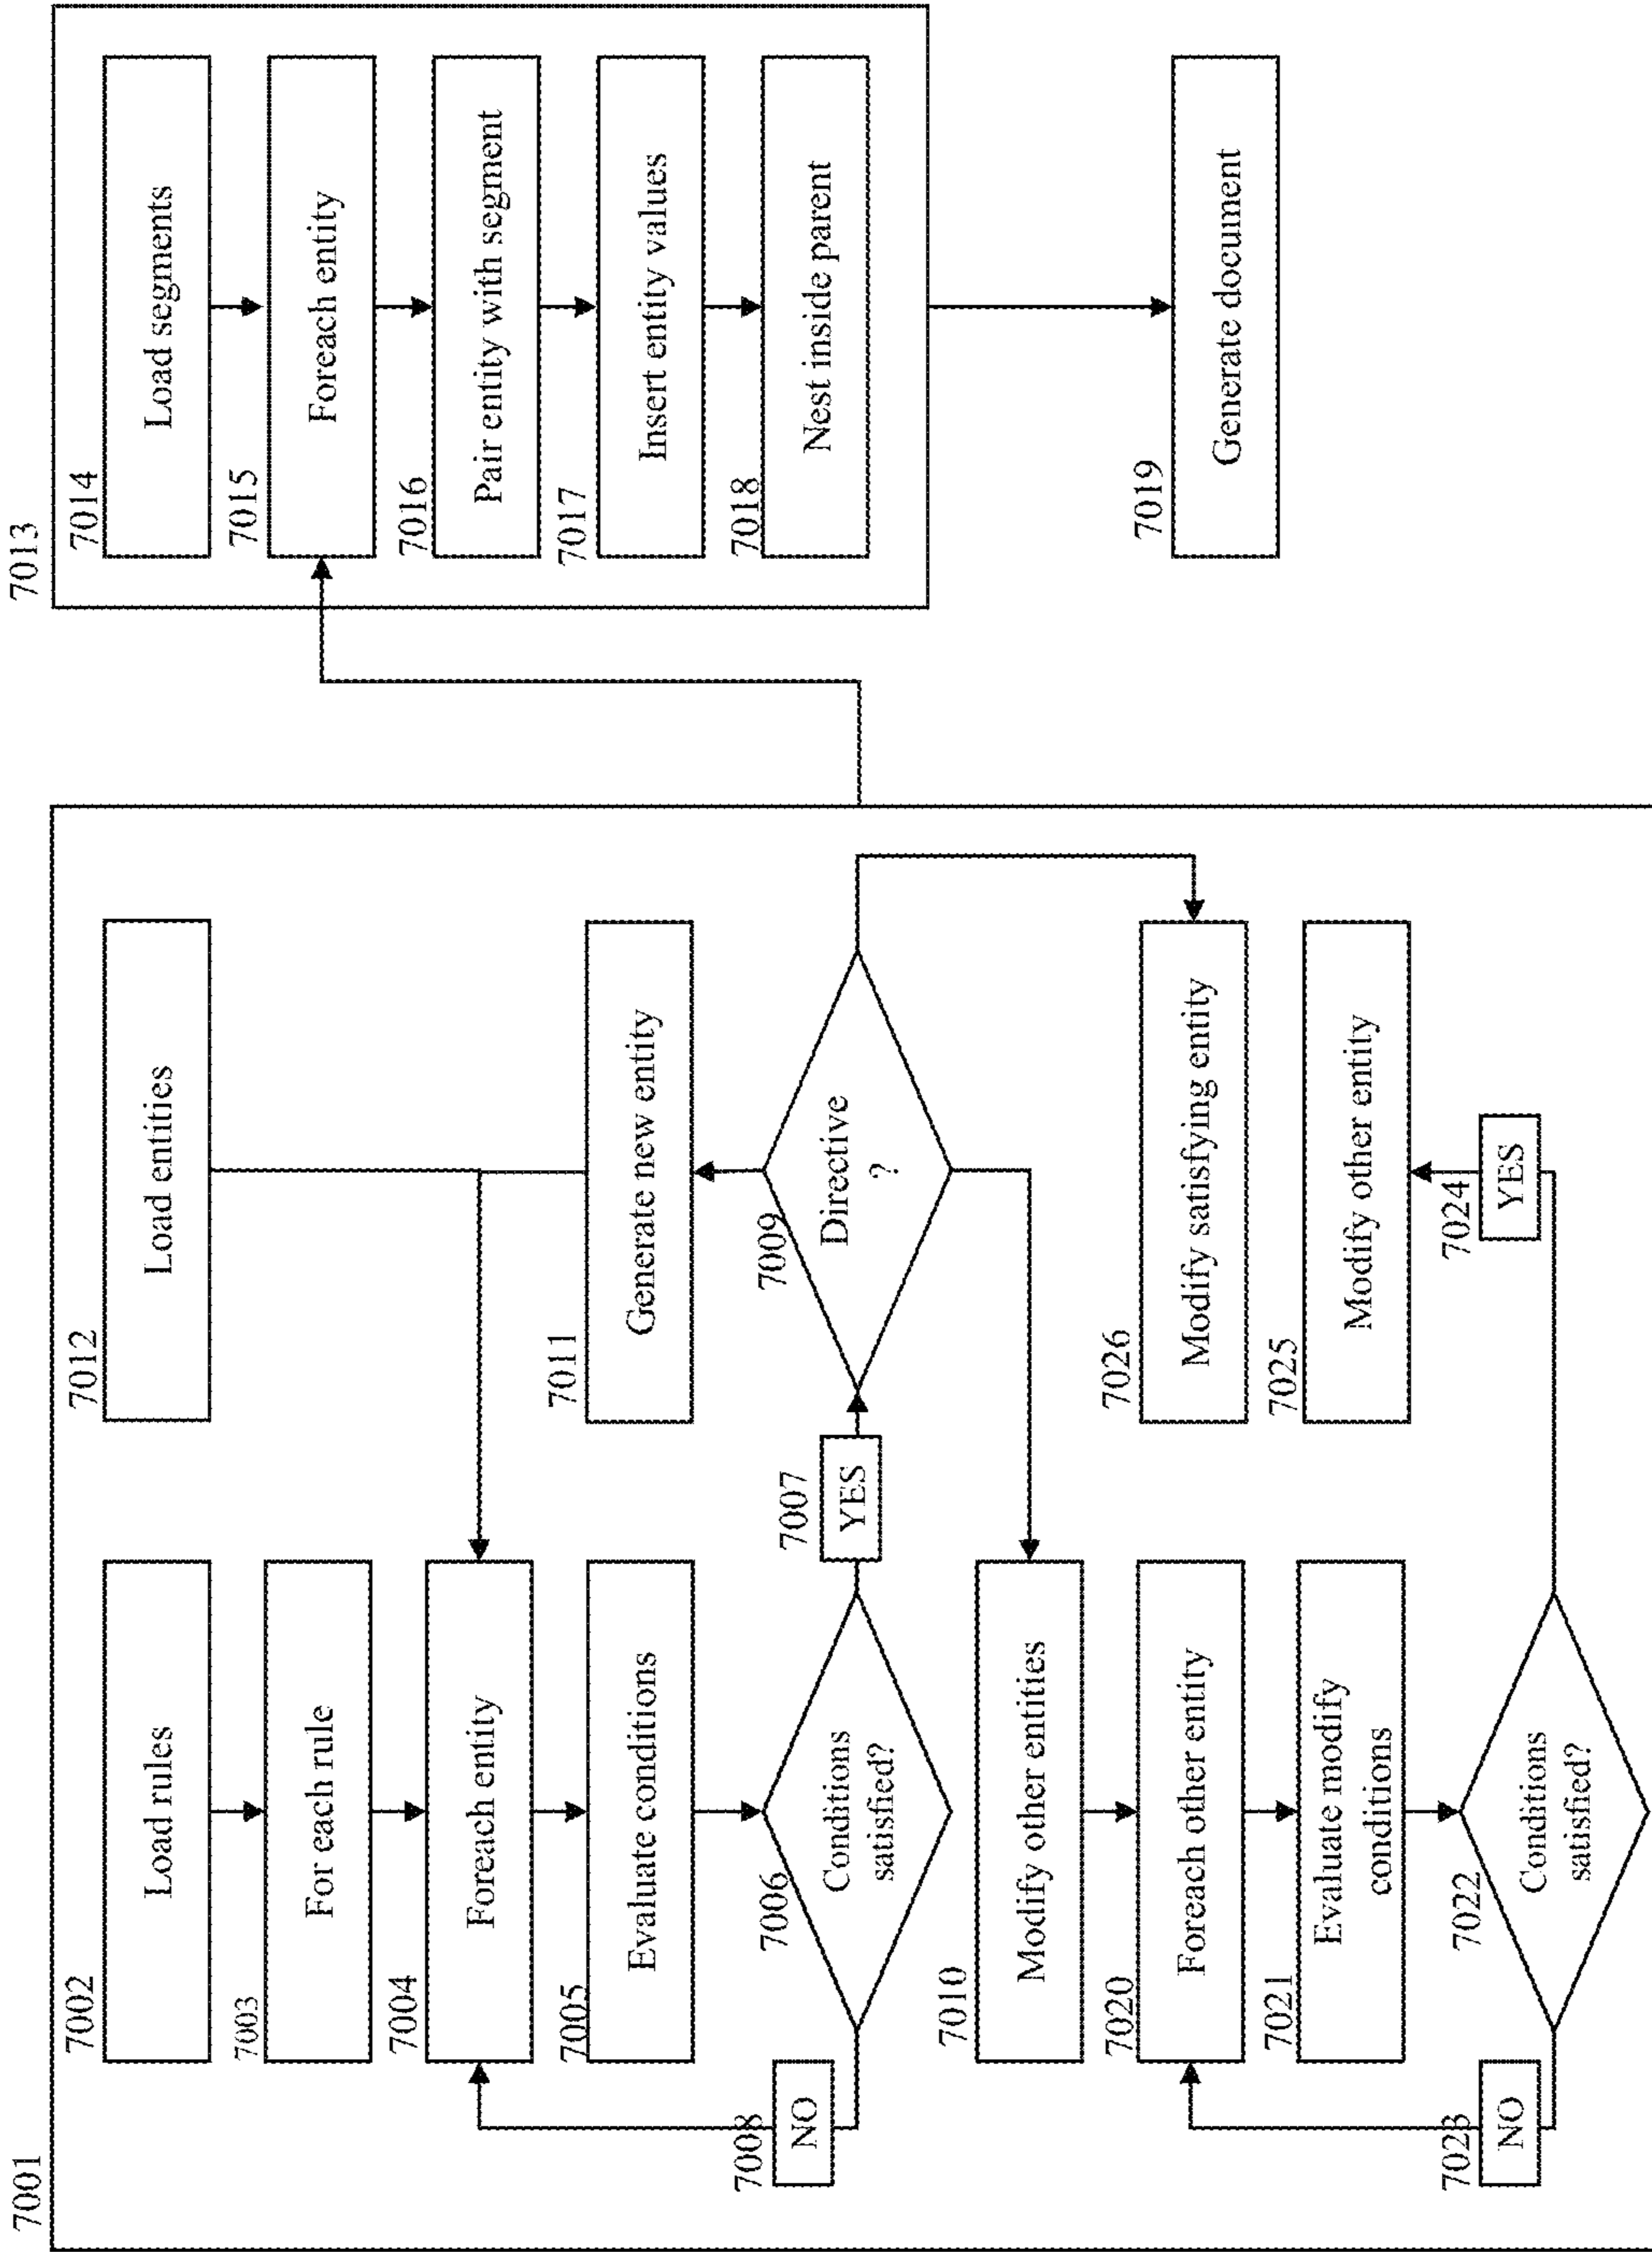 7001
7002
Load rules
7003
For each rule
7004
Foreach entity
7005
Evaluate conditions
7006
Conditions
satisfied?
7008
NO
7007
YES
7012
Load entities
7011
Generate new entity
7009
Directive
?
7010
Modify other entities
7020
Foreach other entity
7021
Evaluate modify
conditions
7022
Conditions
satisfied?
7023
NO
7024
YES
7026
Modify satisfying entity
7025
Modify other entity
7013
7014
Load segments
7015
Foreach entity
7016
Pair entity with segment
7017
Insert entity values
7018
Nest inside parent
7019
Generate document